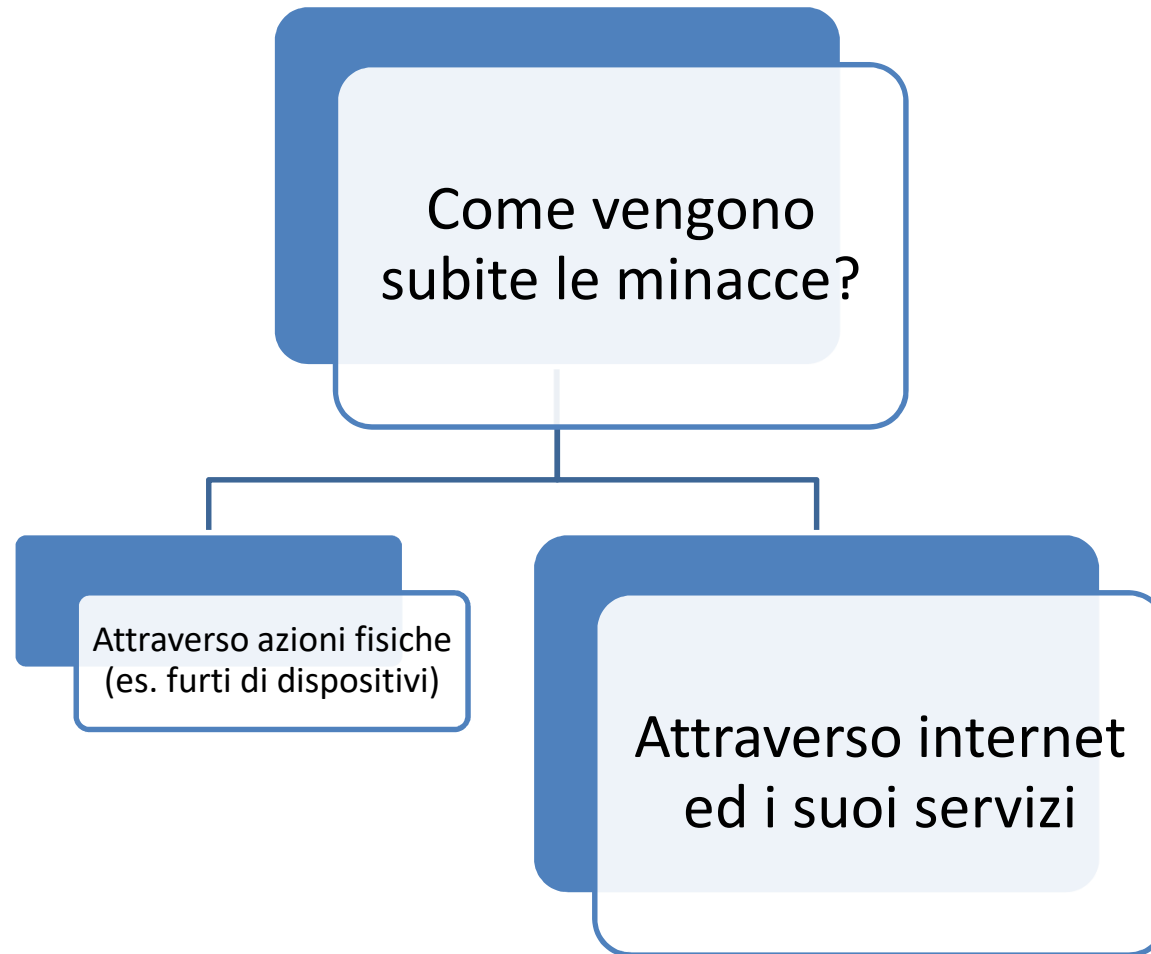 Come vengono
subite le minacce?
Attraverso azioni fisiche
(es. furti di dispositivi)
Attraverso internet
ed i suoi servizi